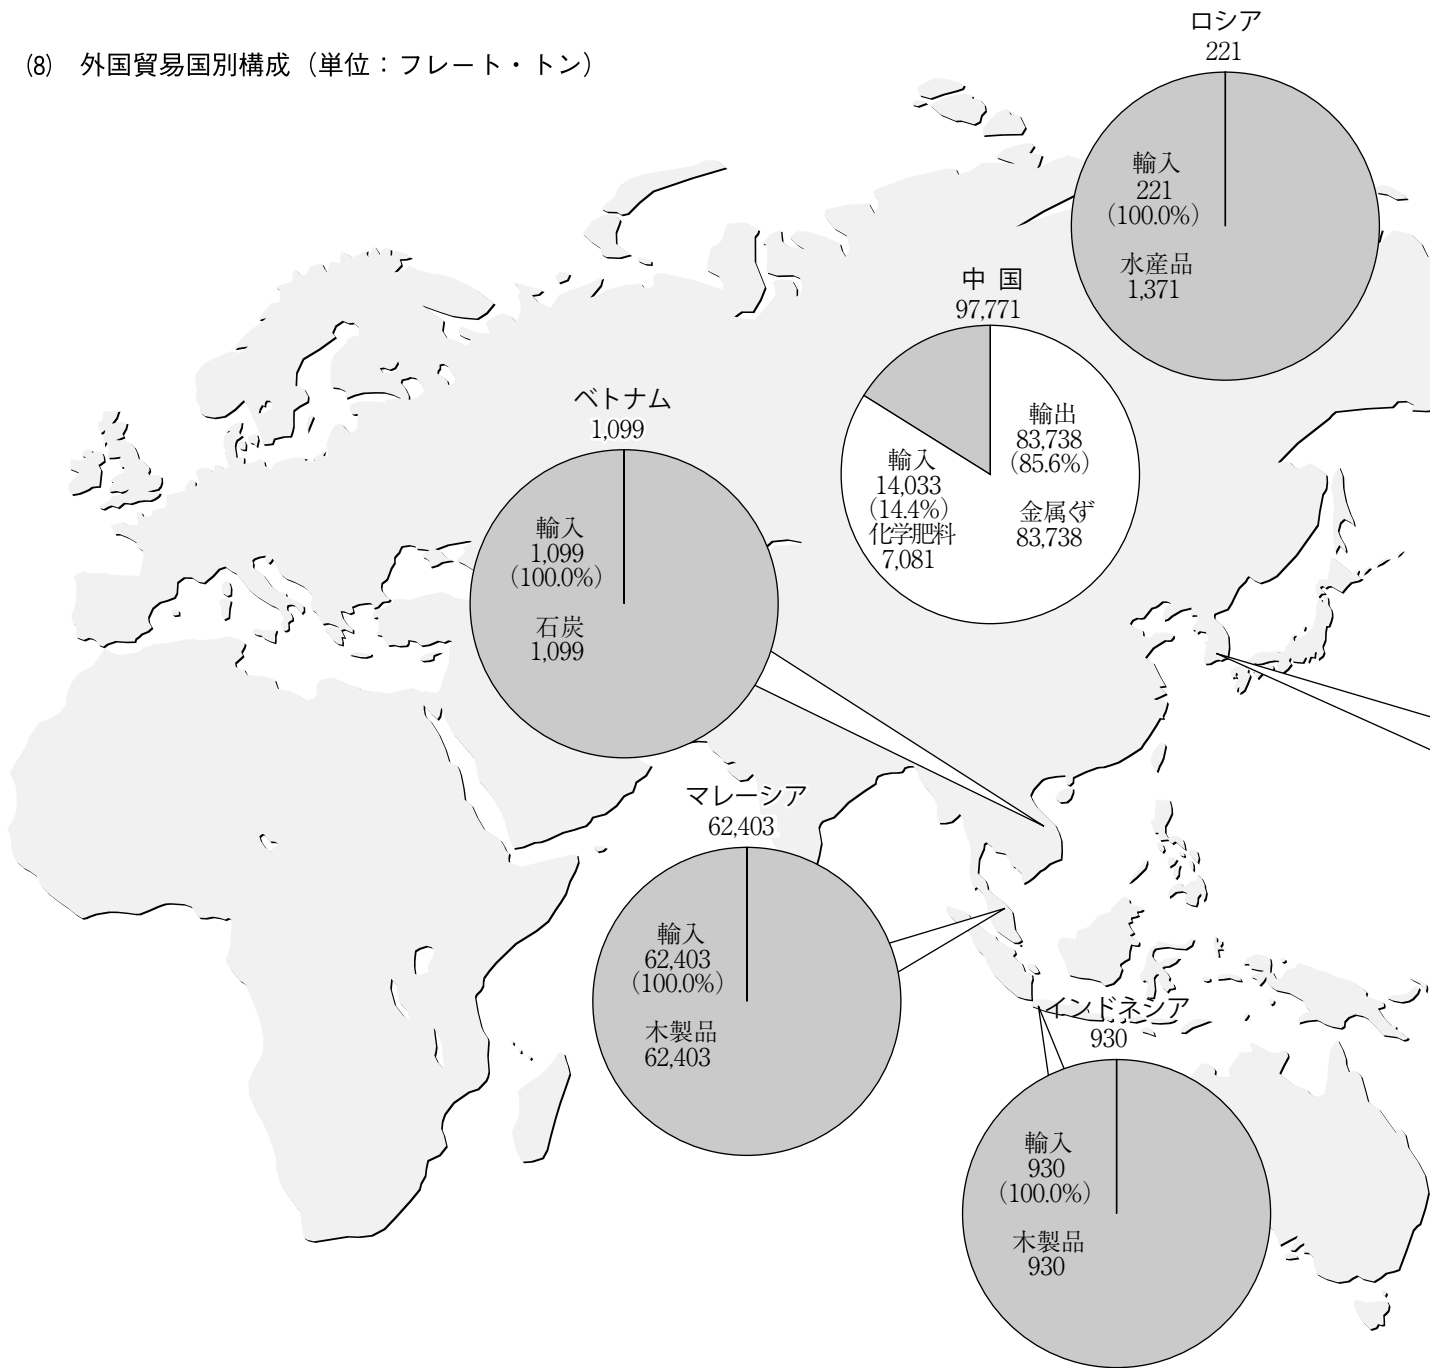 (8) 外国貿易国別構成（単位：フレート・トン）
ロシア
221
輸入
221
（100.0%）
水産品
1,371
中 国
97,771
輸出
83,738
（85.6%）
金属くず
83,738
輸入
14,033
（14.4%）
化学肥料
7,081
ベトナム
1,099
輸入
1,099
（100.0%）
石炭
1,099
マレーシア
62,403
輸入
62,403
（100.0%）
木製品
62,403
インドネシア
930
輸入
930
（100.0%）
木製品
930